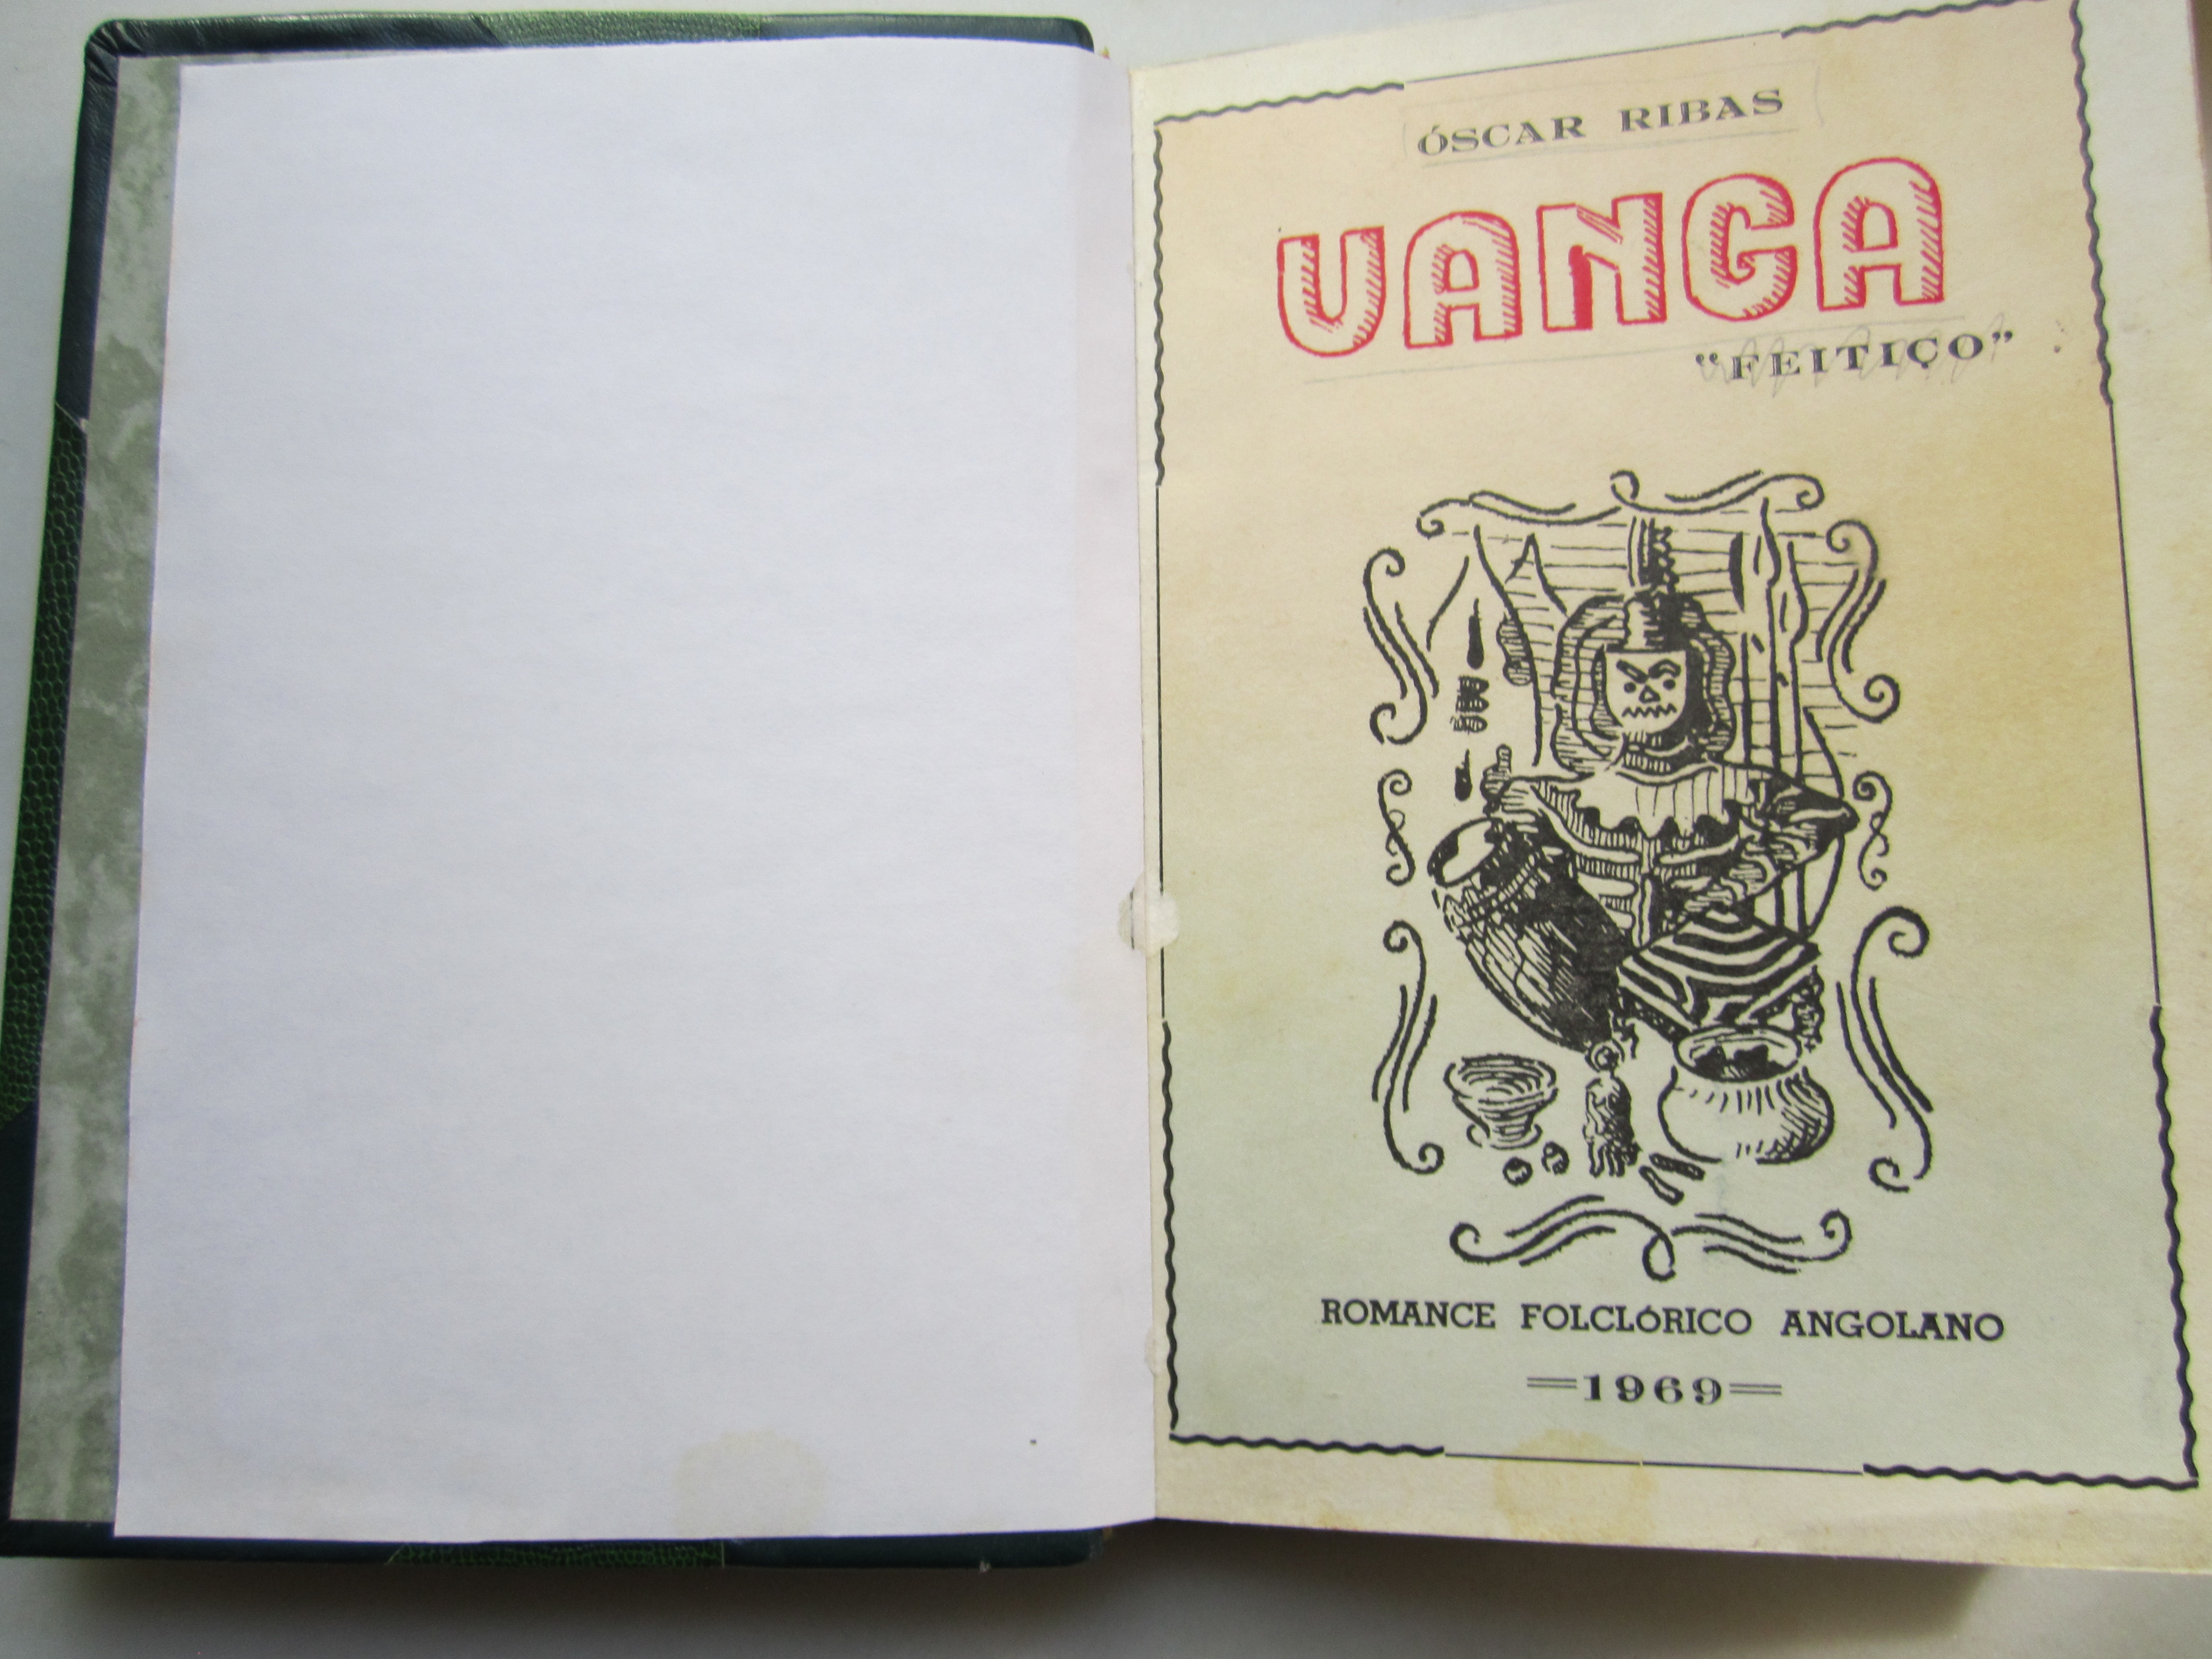 ÓSCAR RIBAS
UANGA
“FEITIÇO”
ROMANCE FOLCLÓRICO ANGOLANO
=1969=